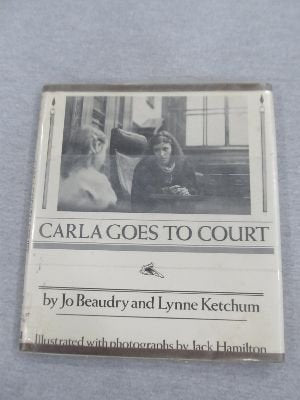 CARLA GOES TO COURT
by Jo Beaudry and Lynne Ketchum
Illustrated with photographs by Jack Hamilton